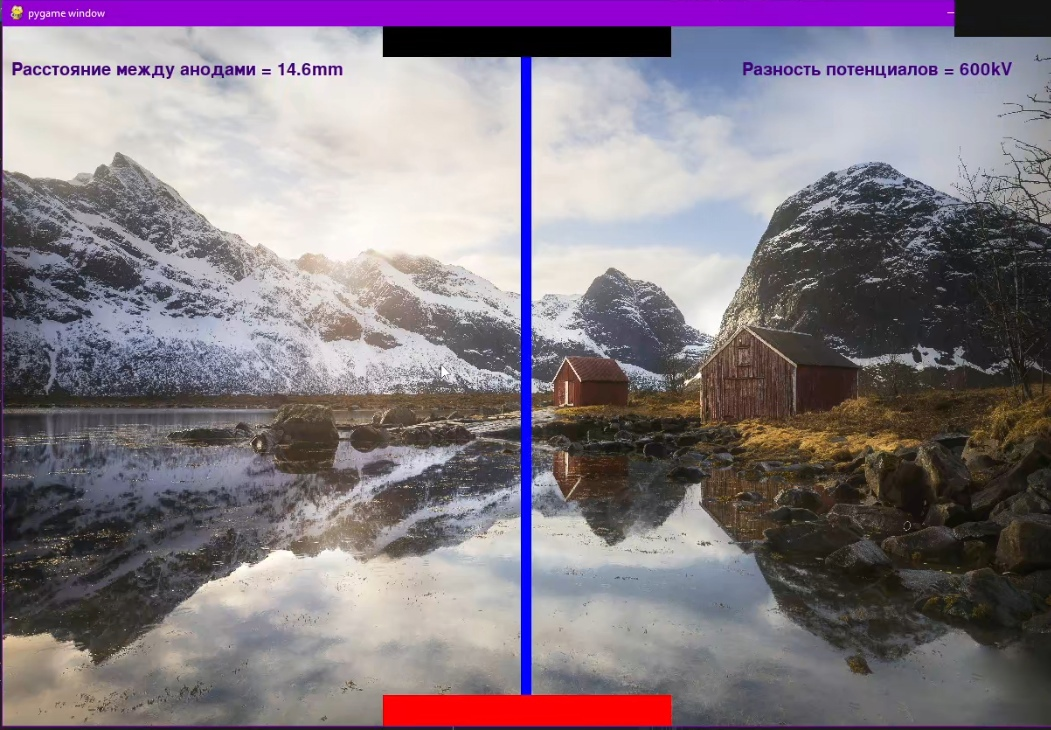 pygame window
Расстояние между анодами = 14.6mm
Разность потенциалов = 600kV